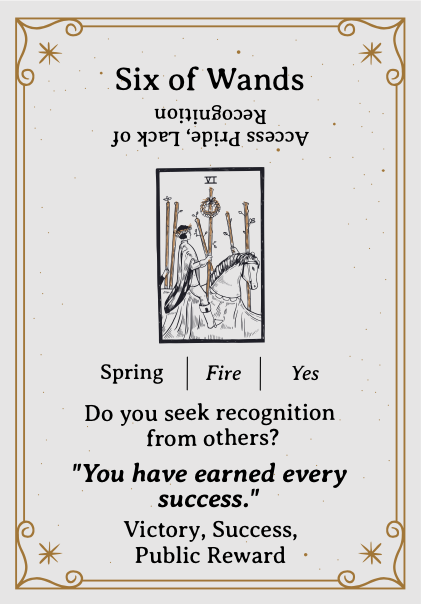 Six of Wands
Access Pride, Lack of
Recognition
VI
Spring | Fire | Yes
Do you seek recognition
from others?
"You have earned every
success."
Victory, Success,
Public Reward